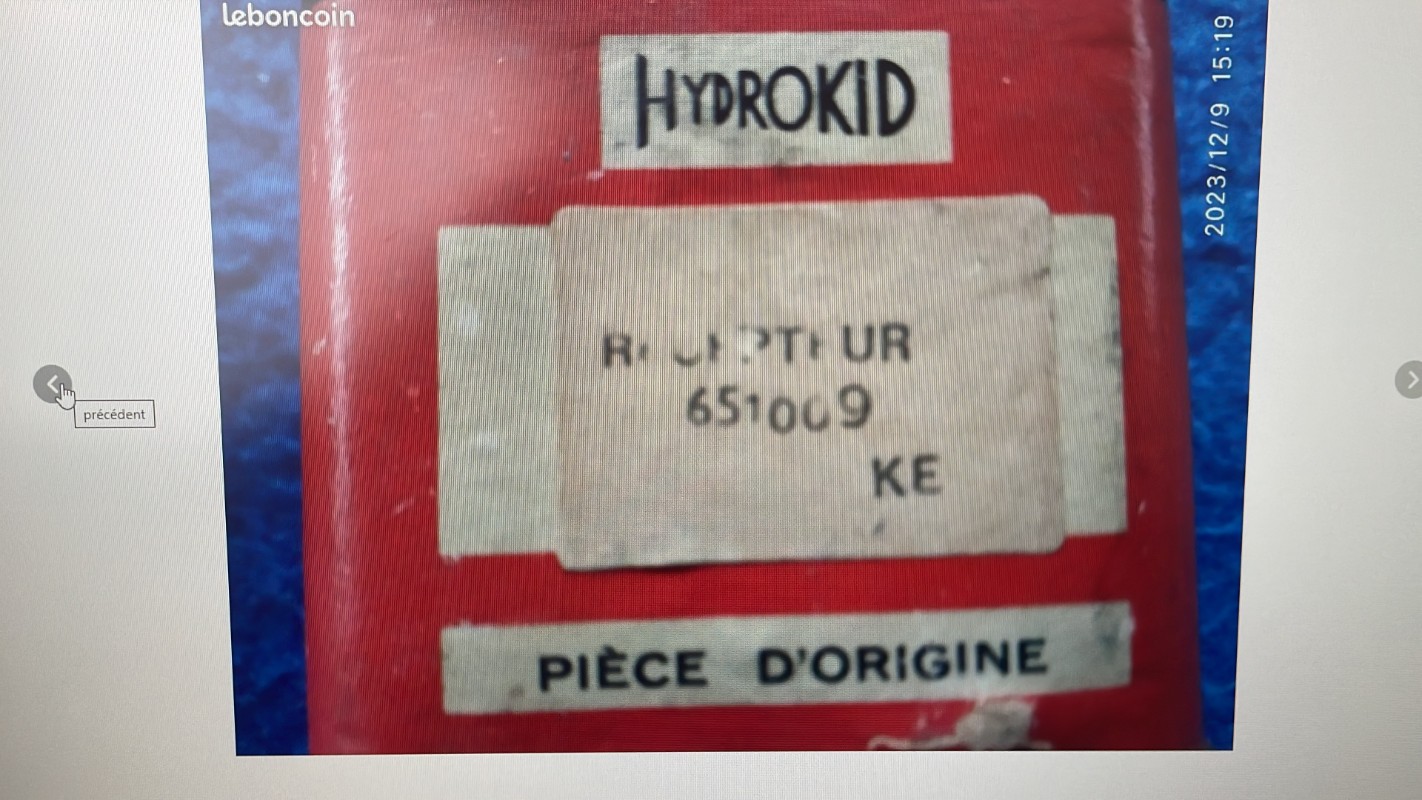 leboncoin
2023/12/9 15:19
HYDROKID
651009
KE
PIÈCE D'ORIGINE
précédent